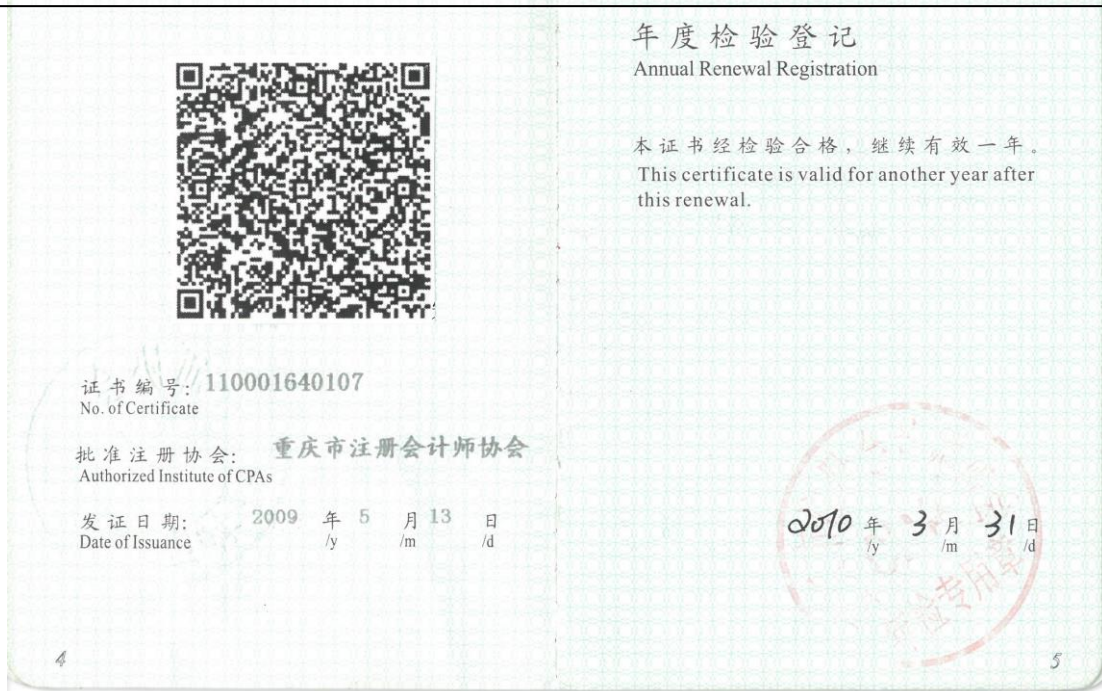 证书编号: 110001640107
No. of Certificate
批准注册协会: 重庆市注册会计师协会
Authorized Institute of CPAs
发证日期: 2009 年 5 月 13 日
Date of Issuance /y /m /d
4
年度检验登记
Annual Renewal Registration
本证书经检验合格，继续有效一年。
This certificate is valid for another year after
this renewal.
2010 年 3 月 31 日
/y /m /d
专用章
5